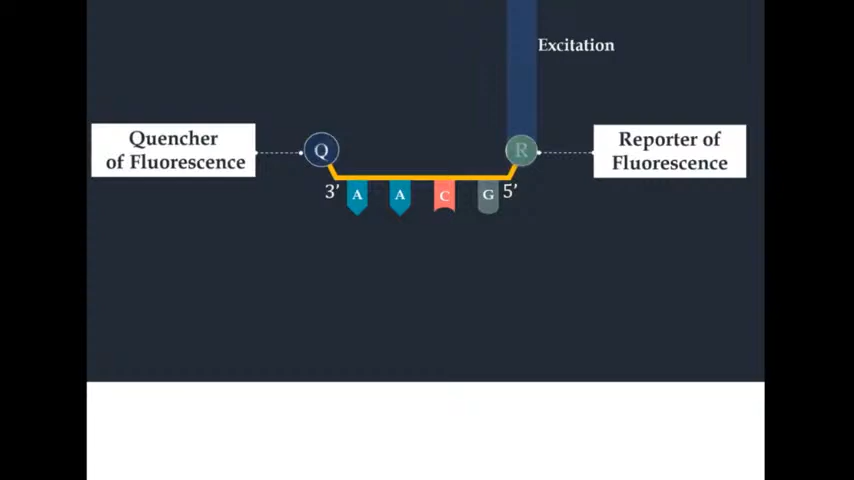 Excitation
Quencher
of Fluorescence
Q
R
Reporter of
Fluorescence
3’ A A C G 5’